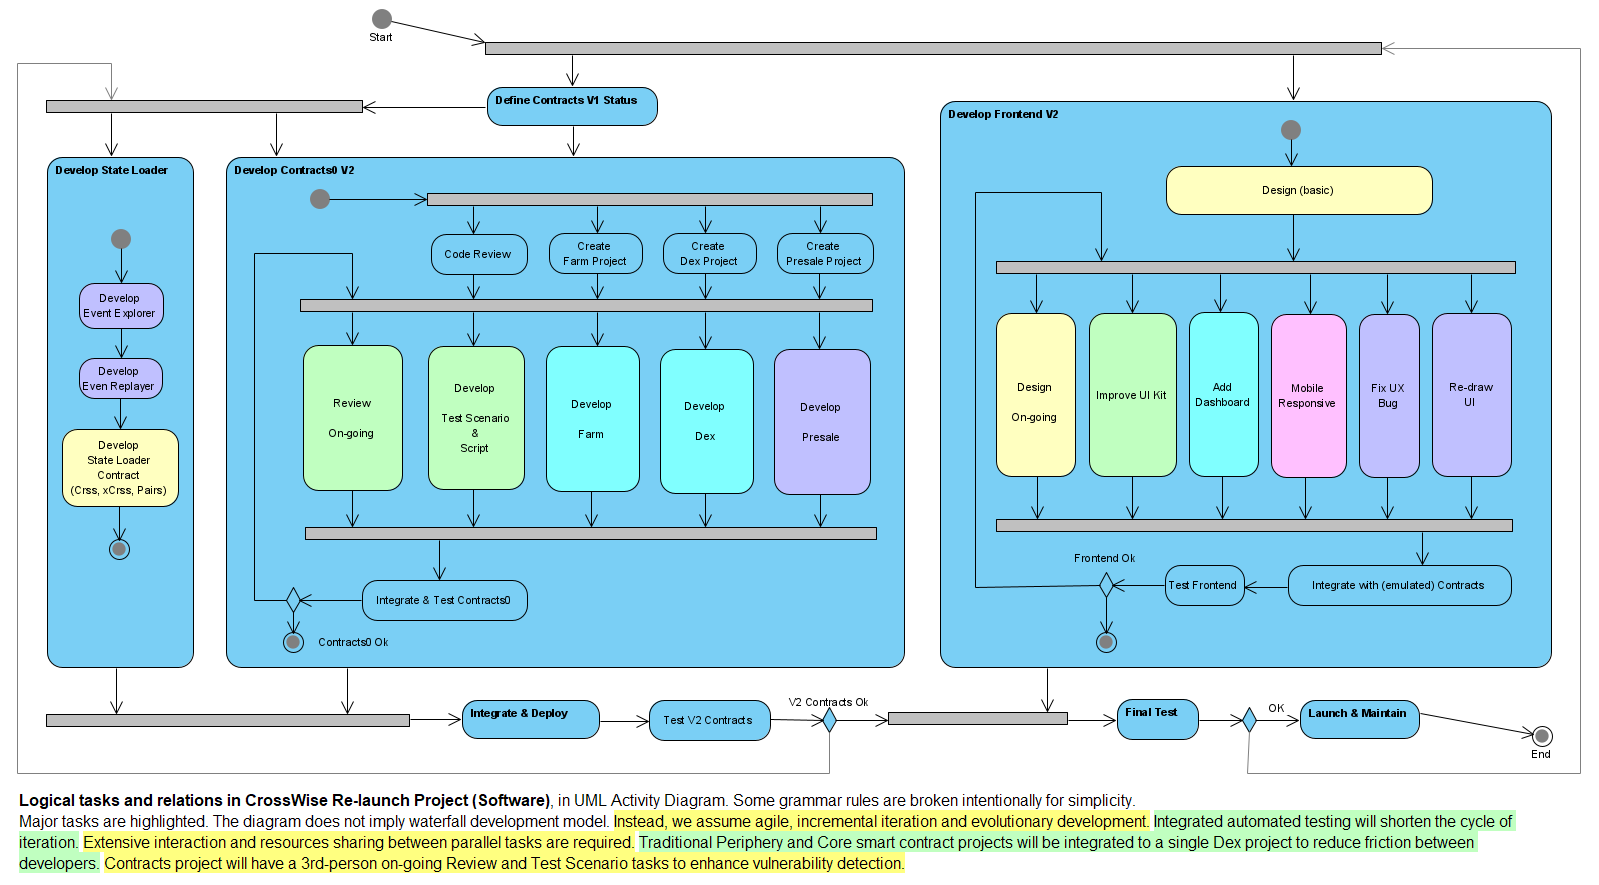 Start
Define Contracts V1 Status
Develop State Loader
Develop
Event Explorer
Develop
Even Replayer
Develop
State Loader
Contract
(Crss, xCrss, Pairs)
Develop Contracts0 V2
Code Review
Create
Farm Project
Create
Dex Project
Create
Presale Project
Review
On-going
Develop
Test Scenario
&
Script
Develop
Farm
Develop
Dex
Develop
Presale
Integrate & Test Contracts0
Contracts0 Ok
Develop Frontend V2
Design (basic)
Design
On-going
Improve UI Kit
Add
Dashboard
Mobile
Responsive
Fix UX
Bug
Re-draw
UI
Frontend Ok
Test Frontend
Integrate with (emulated) Contracts
Integrate & Deploy
Test V2 Contracts
V2 Contracts Ok
Final Test
OK
Launch & Maintain
End
Logical tasks and relations in CrossWise Re-launch Project (Software), in UML Activity Diagram. Some grammar rules are broken intentionally for simplicity.
Major tasks are highlighted. The diagram does not imply waterfall development model. Instead, we assume agile, incremental iteration and evolutionary development. Integrated automated testing will shorten the cycle of
iteration. Extensive interaction and resources sharing between parallel tasks are required. Traditional Periphery and Core smart contract projects will be integrated to a single Dex project to reduce friction between
developers. Contracts project will have a 3rd-person on-going Review and Test Scenario tasks to enhance vulnerability detection.